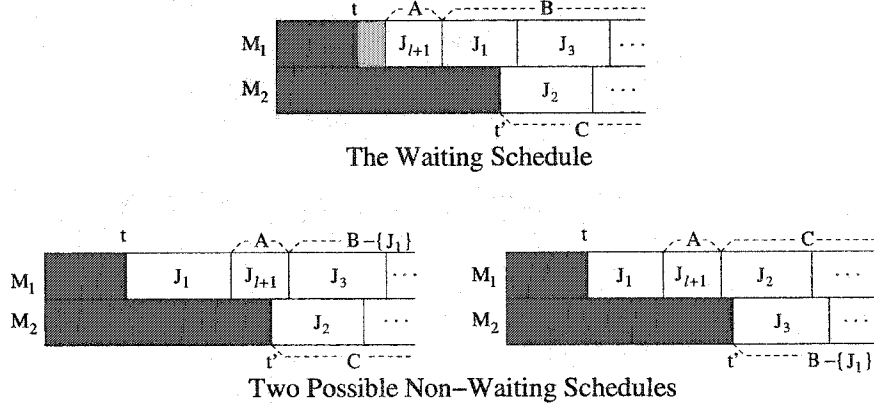 t A B
M₁ Jₗ₊₁ J₁ J₃ ···
M₂ J₂ ···
t' C
The Waiting Schedule
t A B−{J₁} t A C
M₁ J₁ Jₗ₊₁ J₃ ··· M₁ J₁ Jₗ₊₁ J₂ ···
M₂ J₂ ··· M₂ J₃ ···
t' C t' B−{J₁}
Two Possible Non−Waiting Schedules